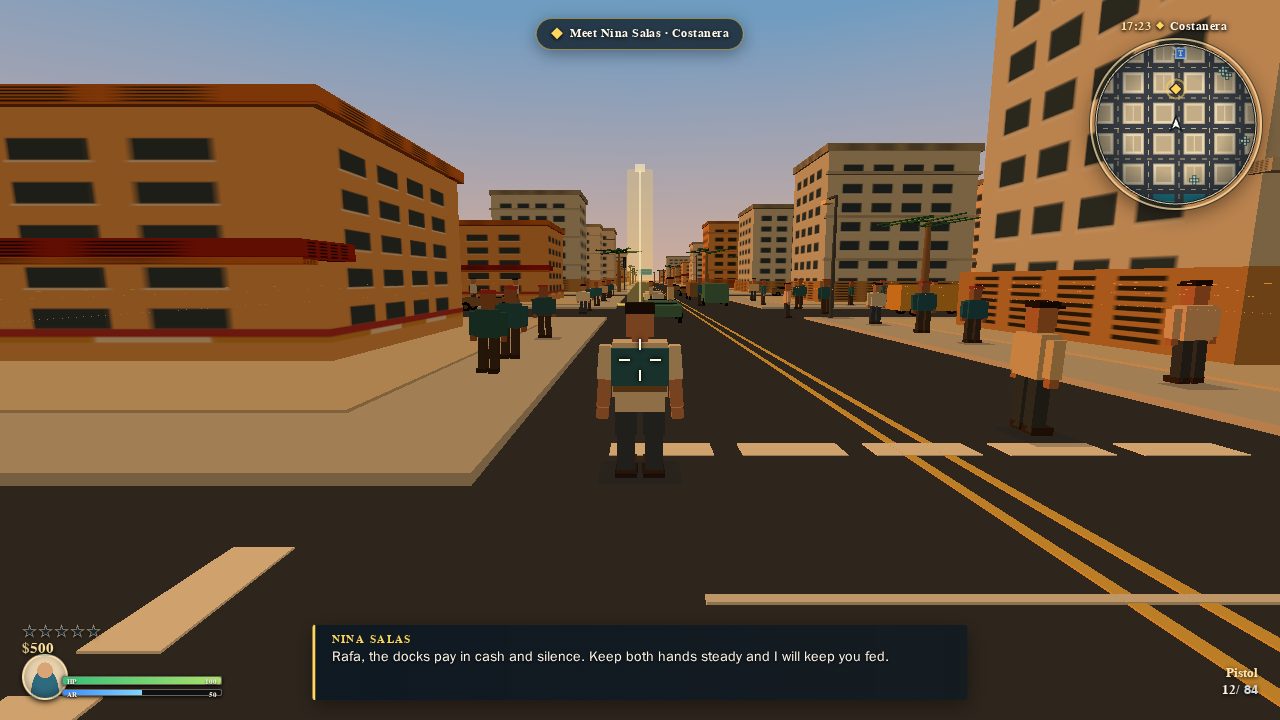 Meet Nina Salas · Costanera
17:23 ◆ Costanera
T
$500
HP 100
AR 50
NINA SALAS
Rafa, the docks pay in cash and silence. Keep both hands steady and I will keep you fed.
Pistol
12/ 84